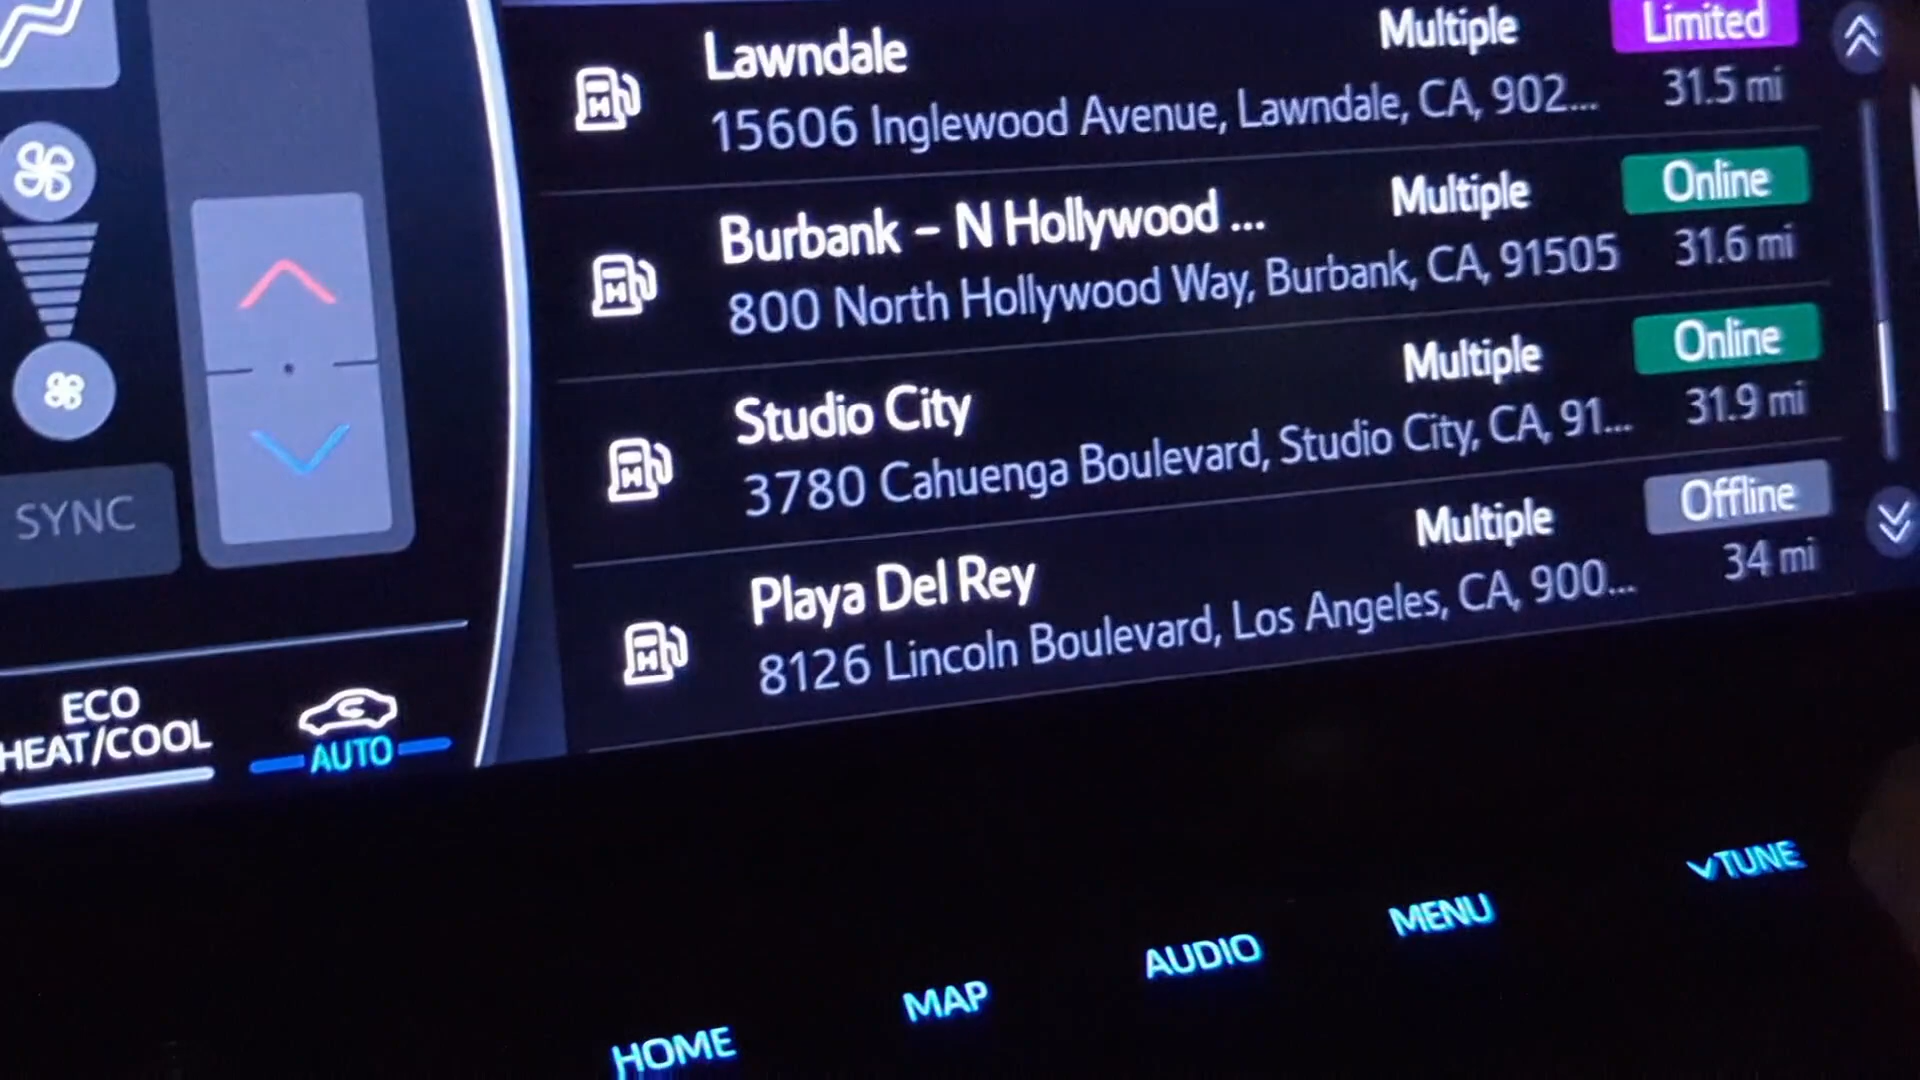 Lawndale
Multiple
Limited
15606 Inglewood Avenue, Lawndale, CA, 902...
31.5 mi
Burbank - N Hollywood ...
Multiple
Online
800 North Hollywood Way, Burbank, CA, 91505
31.6 mi
Studio City
Multiple
Online
3780 Cahuenga Boulevard, Studio City, CA, 91...
31.9 mi
Playa Del Rey
Multiple
Offline
8126 Lincoln Boulevard, Los Angeles, CA, 900...
34 mi
SYNC
ECO
HEAT/COOL
AUTO
HOME
MAP
AUDIO
MENU
TUNE